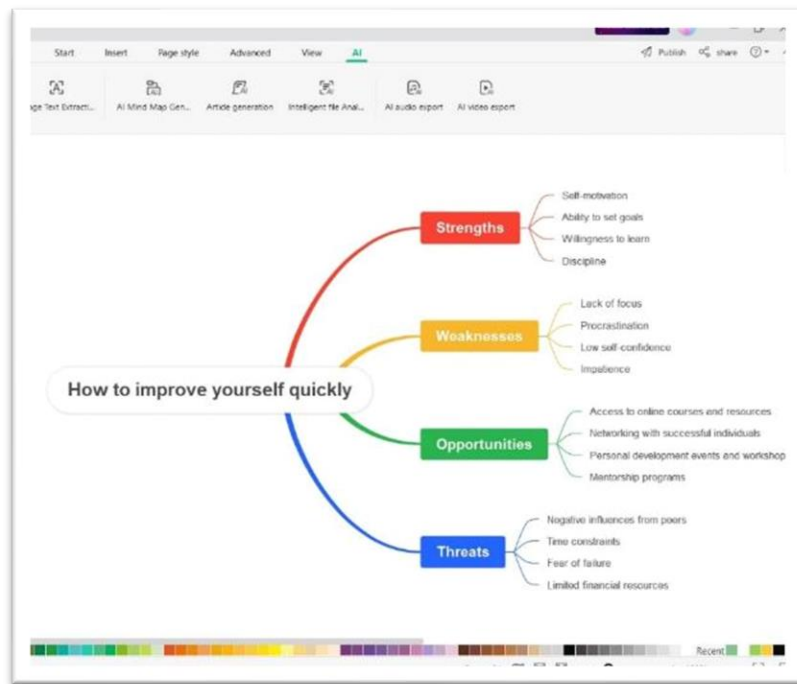 Start Insert Page style Advanced View AI Publish share
age Text Extracti... AI Mind Map Gen... Article generation Intelligent file Anal... AI audio export AI video export
Self-motivation
Strengths
Ability to set goals
Willingness to learn
Discipline
Lack of focus
Procrastination
Weaknesses
Low self-confidence
Impatience
How to improve yourself quickly
Access to online courses and resources
Networking with successful individuals
Opportunities
Personal development events and workshop
Mentorship programs
Negative influences from peers
Time constraints
Threats
Fear of failure
Limited financial resources
Recent